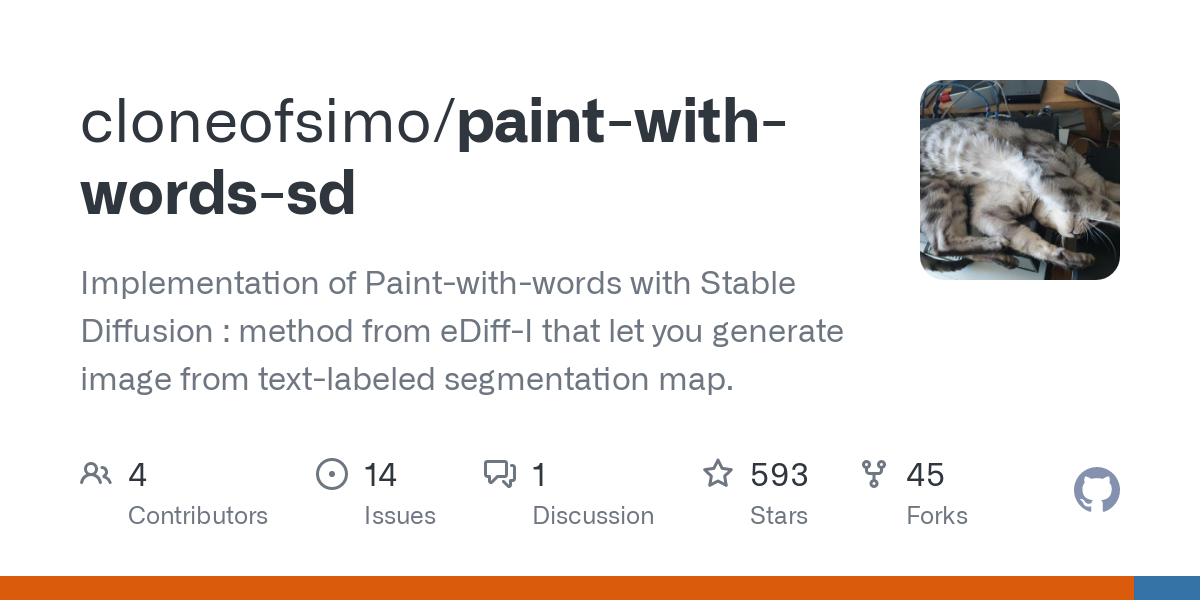 cloneofsimo/paint-with-
words-sd
Implementation of Paint-with-words with Stable
Diffusion : method from eDiff-I that let you generate
image from text-labeled segmentation map.
4
Contributors
14
Issues
1
Discussion
593
Stars
45
Forks